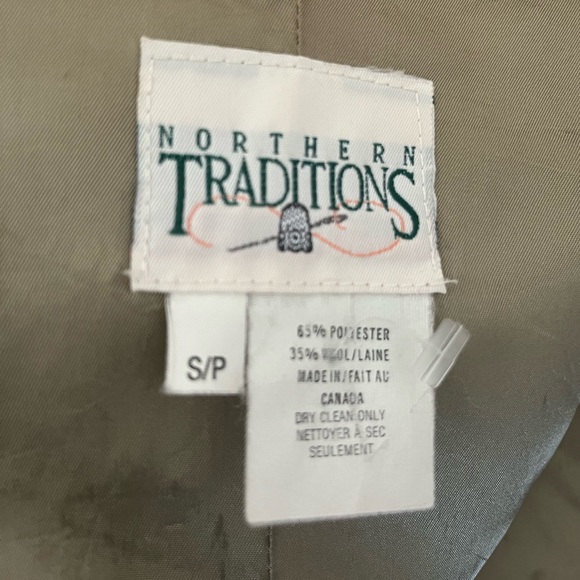 NORTHERN
TRADITIONS
S/P
65% POLYESTER
35% WOOL/LAINE
MADE IN/FAIT AU
CANADA
DRY CLEAN ONLY
NETTOYER À SEC
SEULEMENT